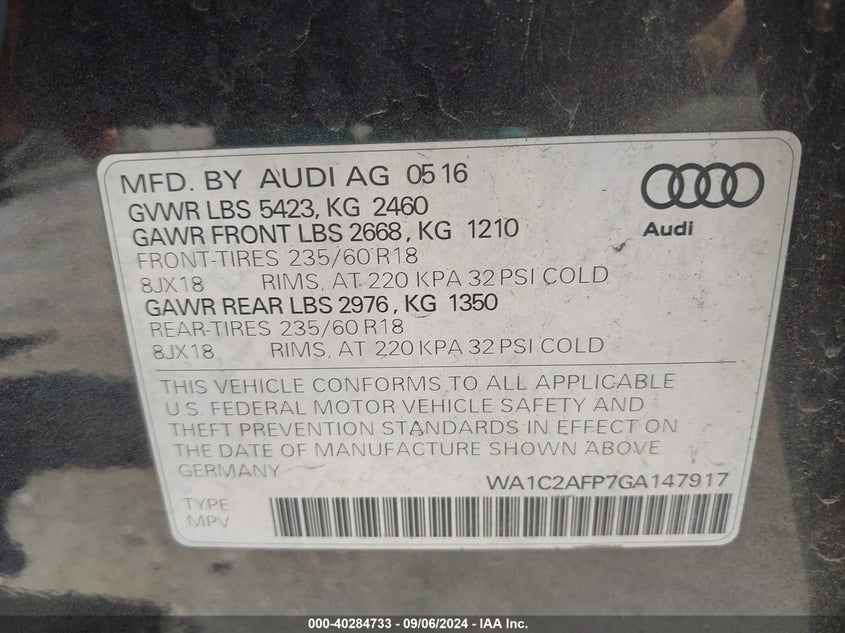 MFD. BY AUDI AG 05 16
GVWR LBS 5423, KG 2460
GAWR FRONT LBS 2668, KG 1210
FRONT-TIRES 235/60 R18
8JX18 RIMS, AT 220 KPA 32 PSI COLD
GAWR REAR LBS 2976, KG 1350
REAR-TIRES 235/60 R18
8JX18 RIMS, AT 220 KPA 32 PSI COLD
Audi
THIS VEHICLE CONFORMS TO ALL APPLICABLE
U.S. FEDERAL MOTOR VEHICLE SAFETY AND
THEFT PREVENTION STANDARDS IN EFFECT ON
THE DATE OF MANUFACTURE SHOWN ABOVE
GERMANY
WA1C2AFP7GA147917
TYPE:
MPV
000-40284733 - 09/06/2024 - IAA Inc.